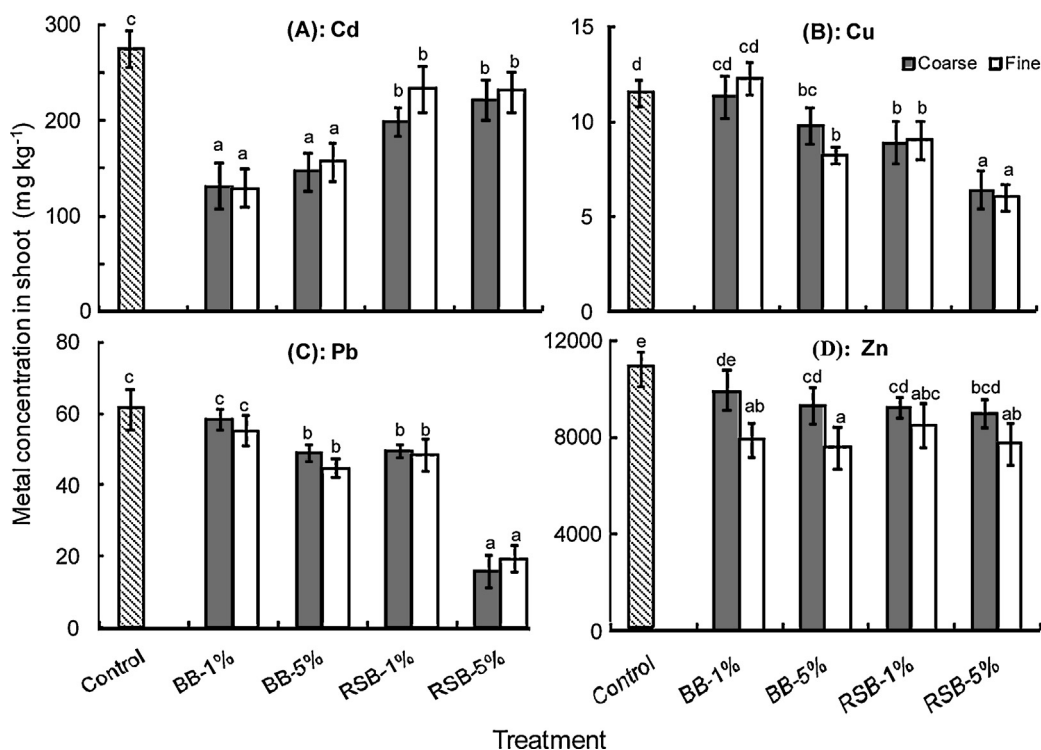 Metal concentration in shoot (mg kg⁻¹)
(A): Cd
300
200
100
0
c
a
a
a
a
b
b
b
b
(B): Cu
Coarse
Fine
15
10
5
0
d
cd
cd
bc
b
b
b
a
a
(C): Pb
80
60
40
20
0
c
c
c
b
b
b
b
a
a
Control
BB-1%
BB-5%
RSB-1%
RSB-5%
(D): Zn
12000
8000
4000
0
e
de
ab
cd
a
cd
abc
bcd
ab
Control
BB-1%
BB-5%
RSB-1%
RSB-5%
Treatment